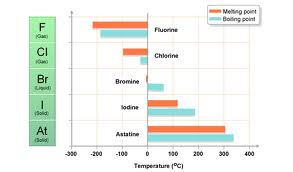 Melting point
Boiling point
F
(Gas)
Fluorine
Cl
(Gas)
Chlorine
Br
(Liquid)
Bromine
I
(Solid)
Iodine
At
(Solid)
Astatine
-300 -200 -100 0 100 200 300 400
Temperature (°C)